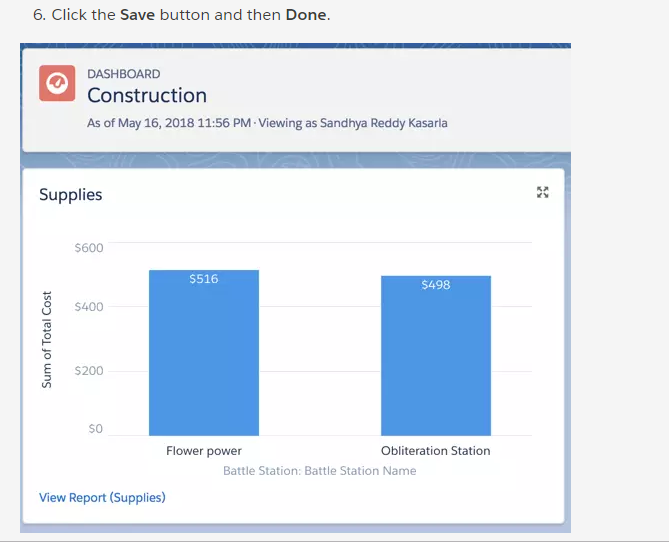 6. Click the Save button and then Done.
DASHBOARD
Construction
As of May 16, 2018 11:56 PM · Viewing as Sandhya Reddy Kasarla
Supplies
$600
$400
$200
$0
Sum of Total Cost
$516
$498
Flower power
Obliteration Station
Battle Station: Battle Station Name
View Report (Supplies)